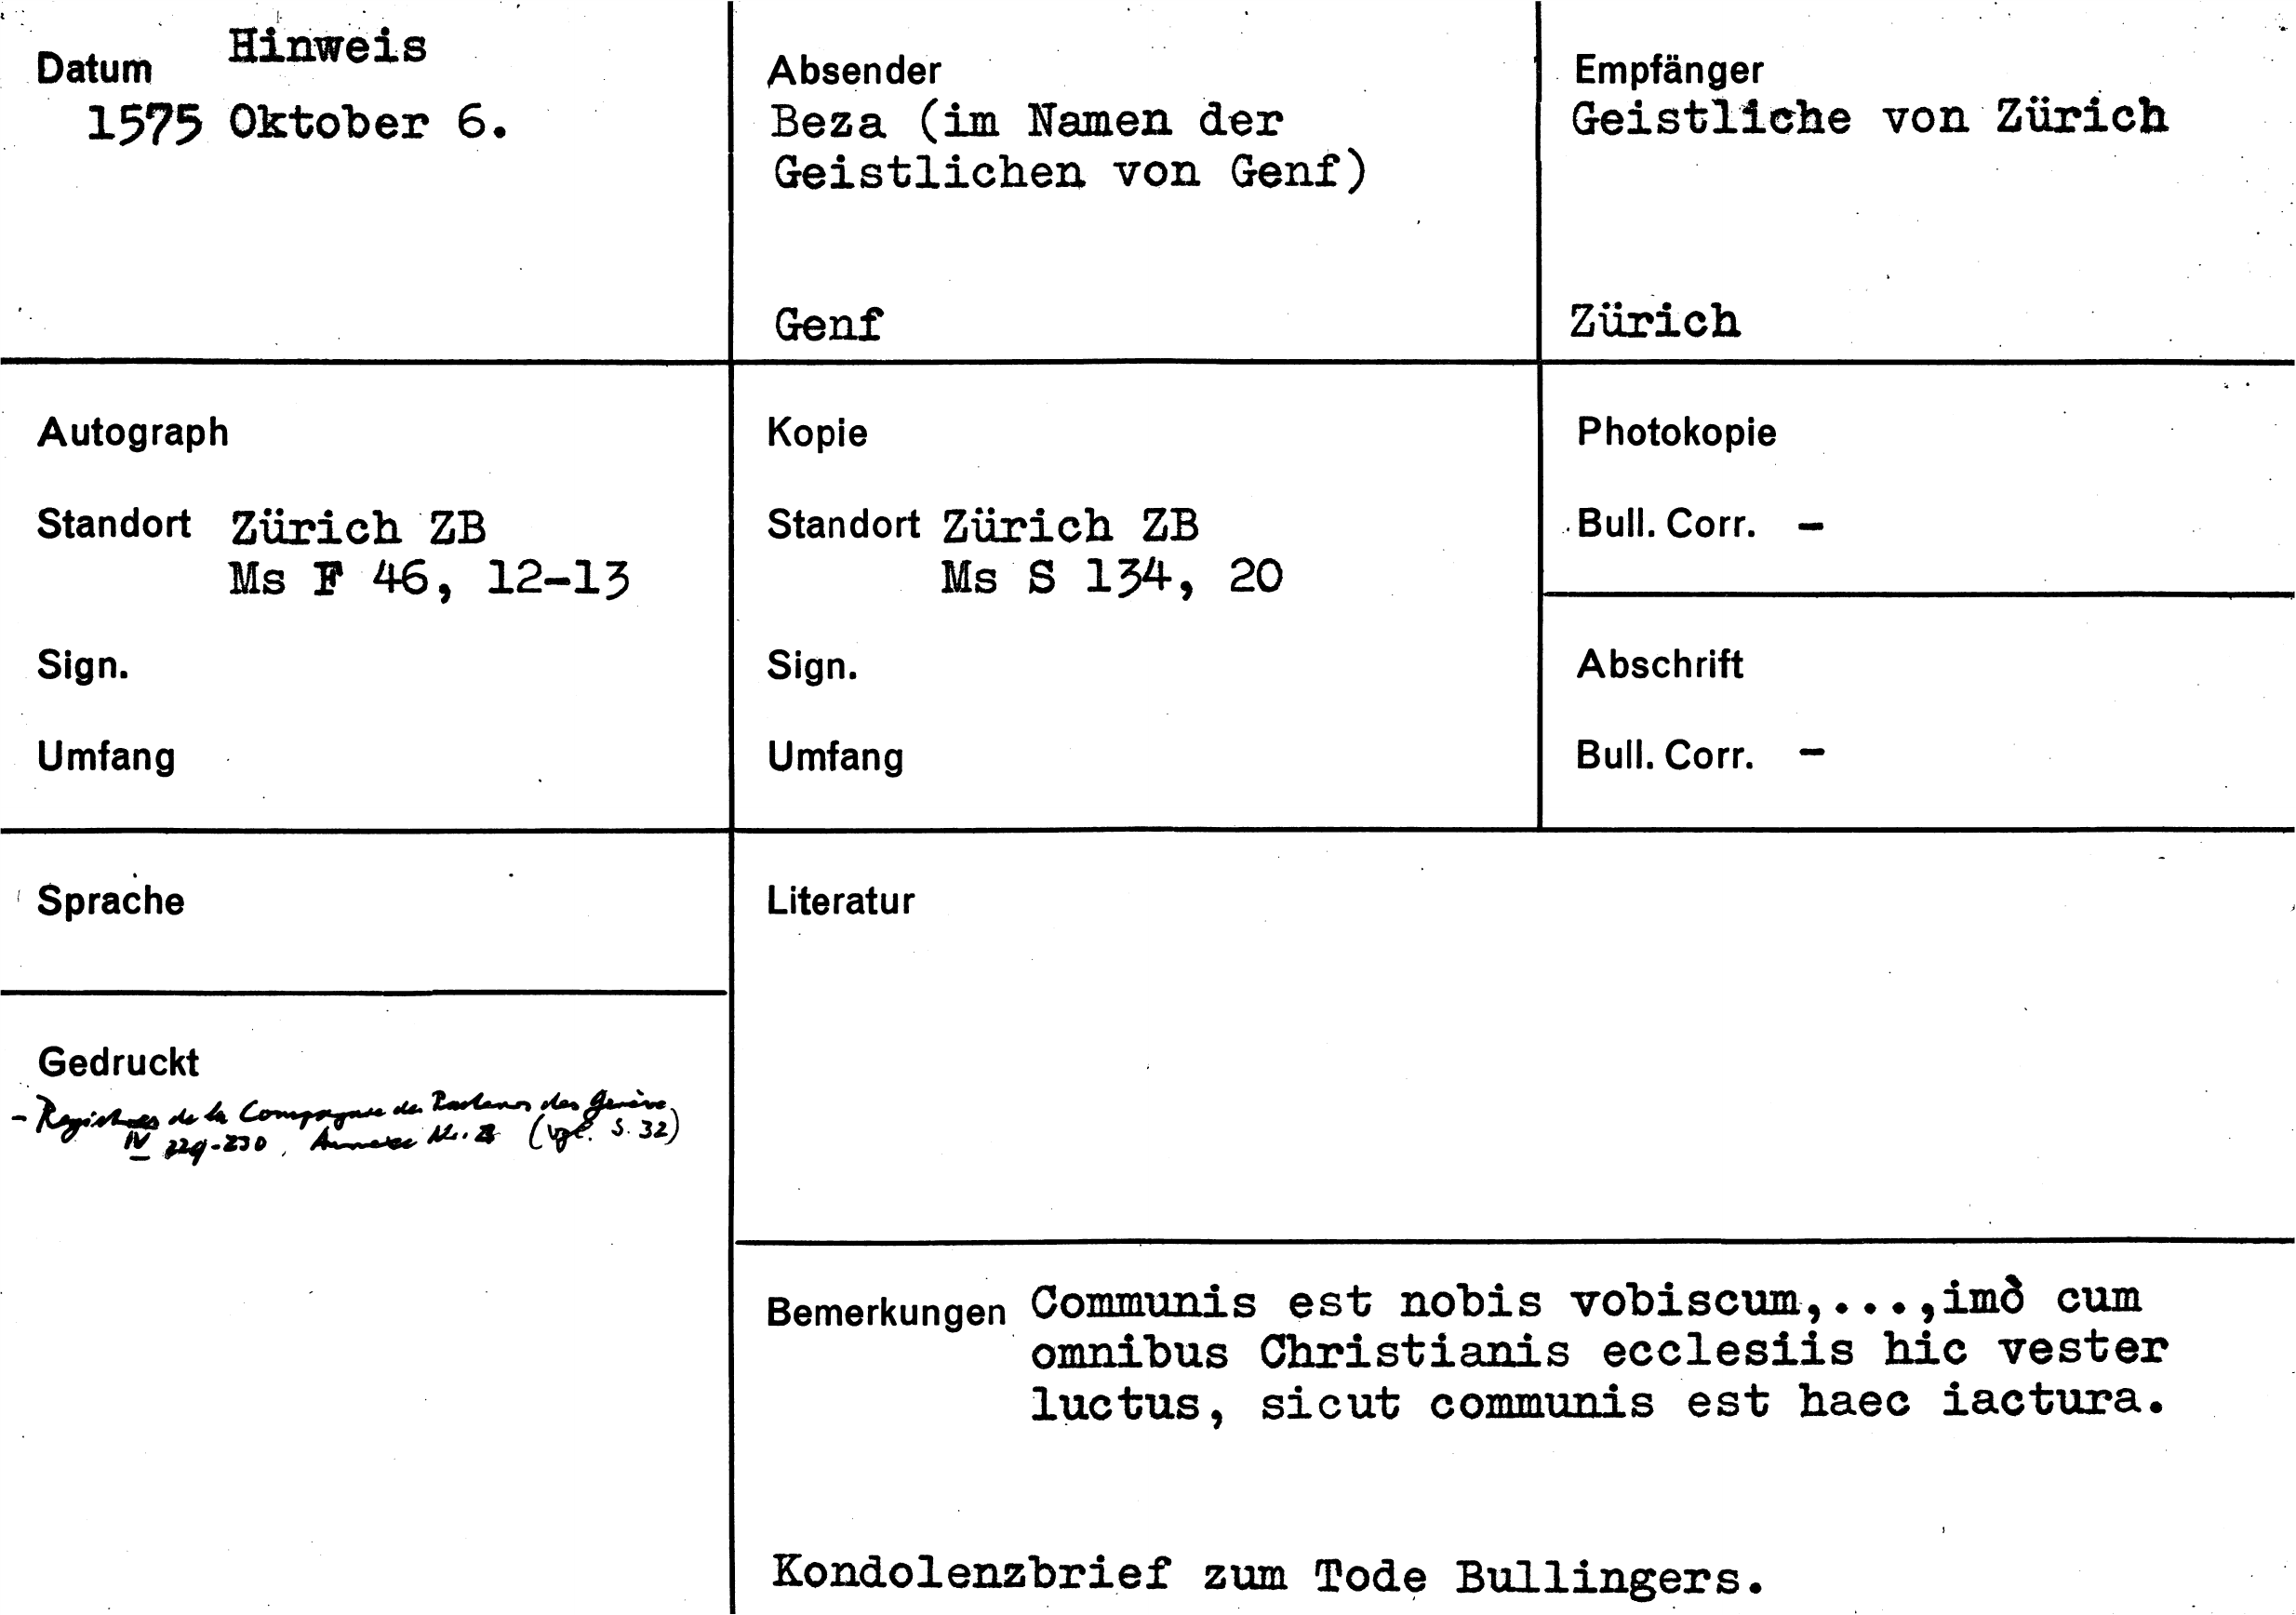 Hinweis
Datum
1575 Oktober 6.
Absender
Beza (im Namen der
Geistlichen von Genf)
Genf
Empfänger
Geistliche von Zürich
Zürich
Autograph
Standort Zürich ZB
Ms F 46, 12-13
Sign.
Umfang
Kopie
Standort Zürich ZB
Ms S 134, 20
Sign.
Umfang
Photokopie
Bull. Corr. -
Abschrift
Bull. Corr. -
Sprache
Literatur
Gedruckt
- Registres de la Compagnie des Pasteurs des Genève
IV 229-230, Annexe Nr. (vgl. S. 32)
Bemerkungen Communis est nobis vobiscum,...,imò cum
omnibus Christianis ecclesiis hic vester
luctus, sicut communis est haec iactura.
Kondolenzbrief zum Tode Bullingers.